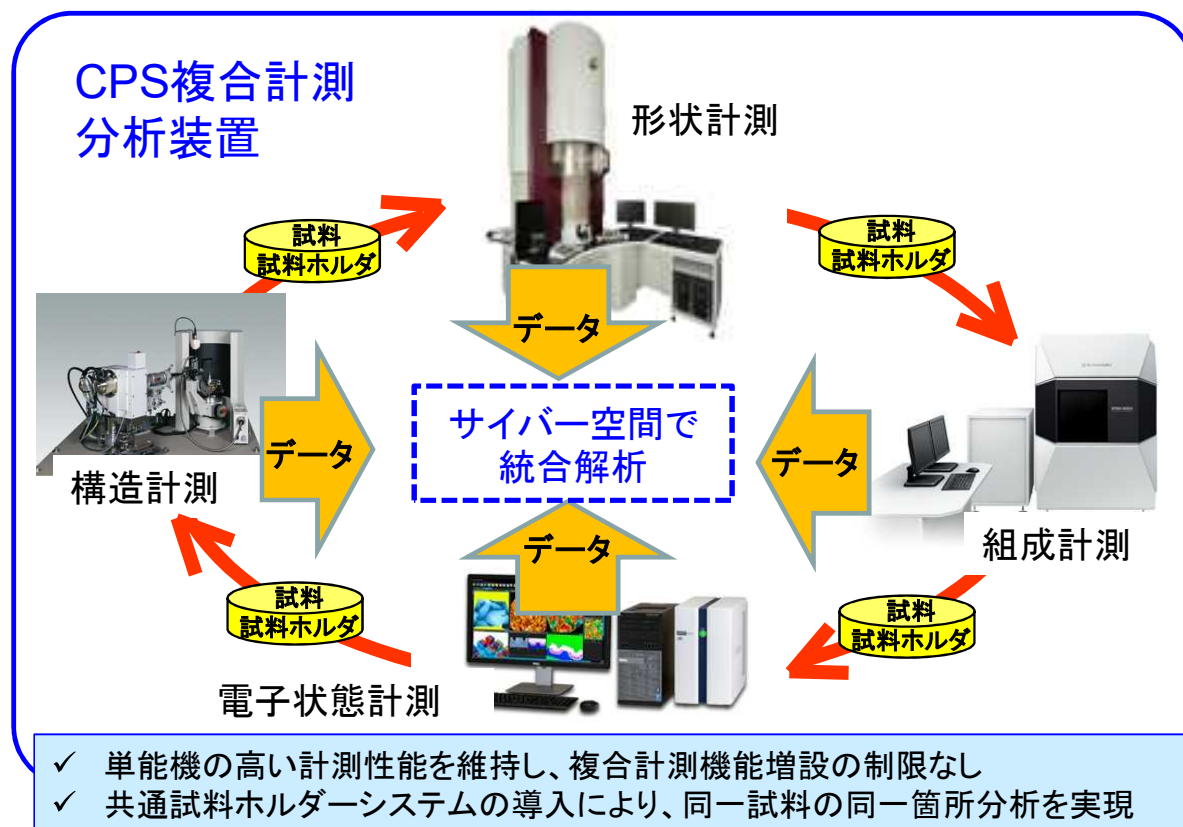 CPS複合計測
分析装置
形状計測
試料
試料ホルダ
試料
試料ホルダ
データ
サイバー空間で
統合解析
データ
データ
構造計測
データ
組成計測
試料
試料ホルダ
試料
試料ホルダ
電子状態計測
✓ 単能機の高い計測性能を維持し、複合計測機能増設の制限なし
✓ 共通試料ホルダーシステムの導入により、同一試料の同一箇所分析を実現